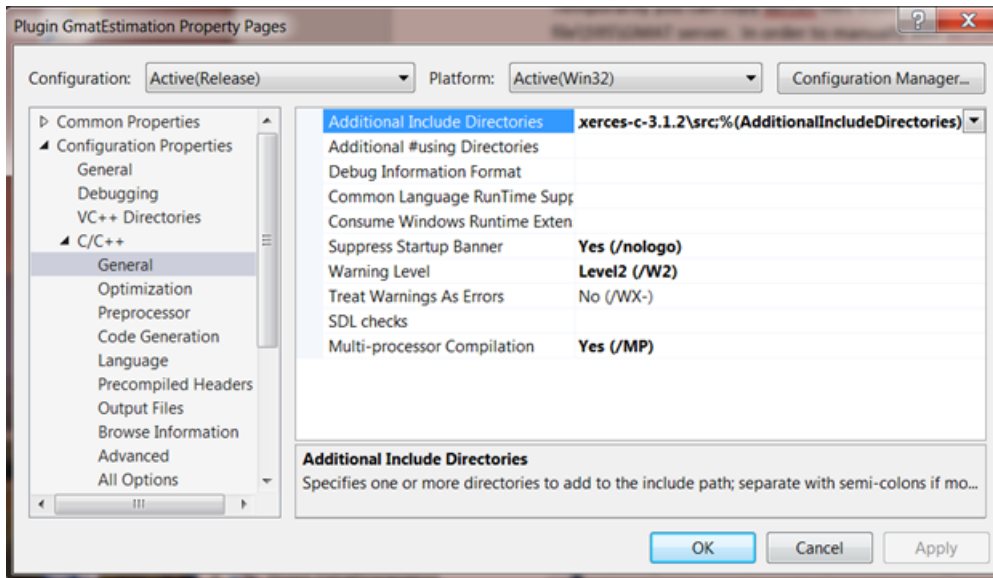 Plugin GmatEstimation Property Pages
Configuration: Active(Release) Platform: Active(Win32) Configuration Manager...
Common Properties
Configuration Properties
General
Debugging
VC++ Directories
C/C++
General
Optimization
Preprocessor
Code Generation
Language
Precompiled Headers
Output Files
Browse Information
Advanced
All Options
Additional Include Directories xerces-c-3.1.2\src;%(AdditionalIncludeDirectories)
Additional #using Directories
Debug Information Format
Common Language RunTime Supp
Consume Windows Runtime Exten
Suppress Startup Banner Yes (/nologo)
Warning Level Level2 (/W2)
Treat Warnings As Errors No (/WX-)
SDL checks
Multi-processor Compilation Yes (/MP)
Additional Include Directories
Specifies one or more directories to add to the include path; separate with semi-colons if mo...
OK Cancel Apply